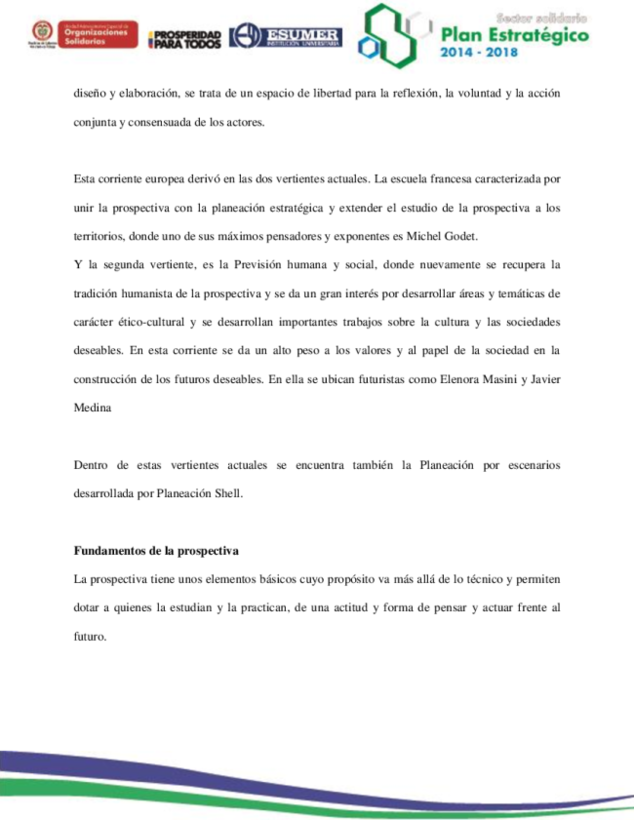 Unidad Administrativa Especial de
Organizaciones
Solidarias
PROSPERIDAD
PARA TODOS
ESUMER
INSTITUCIÓN UNIVERSITARIA
Sector solidario
Plan Estratégico
2014 - 2018
diseño y elaboración, se trata de un espacio de libertad para la reflexión, la voluntad y la acción
conjunta y consensuada de los actores.
Esta corriente europea derivó en las dos vertientes actuales. La escuela francesa caracterizada por
unir la prospectiva con la planeación estratégica y extender el estudio de la prospectiva a los
territorios, donde uno de sus máximos pensadores y exponentes es Michel Godet.
Y la segunda vertiente, es la Previsión humana y social, donde nuevamente se recupera la
tradición humanista de la prospectiva y se da un gran interés por desarrollar áreas y temáticas de
carácter ético-cultural y se desarrollan importantes trabajos sobre la cultura y las sociedades
deseables. En esta corriente se da un alto peso a los valores y al papel de la sociedad en la
construcción de los futuros deseables. En ella se ubican futuristas como Elenora Masini y Javier
Medina
Dentro de estas vertientes actuales se encuentra también la Planeación por escenarios
desarrollada por Planeación Shell.
Fundamentos de la prospectiva
La prospectiva tiene unos elementos básicos cuyo propósito va más allá de lo técnico y permiten
dotar a quienes la estudian y la practican, de una actitud y forma de pensar y actuar frente al
futuro.